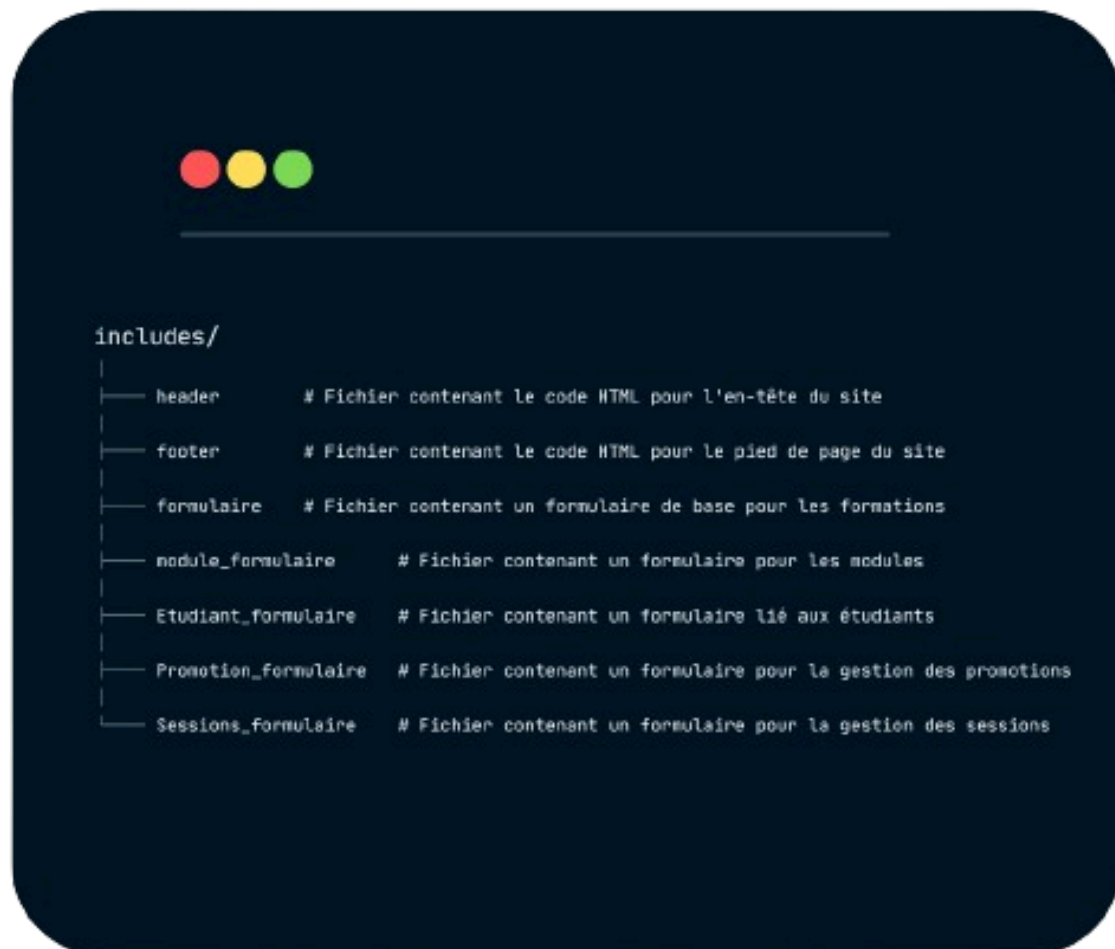 includes/
header # Fichier contenant le code HTML pour l'en-tête du site
footer # Fichier contenant le code HTML pour le pied de page du site
formulaire # Fichier contenant un formulaire de base pour les formations
module_formulaire # Fichier contenant un formulaire pour les modules
Etudiant_formulaire # Fichier contenant un formulaire lié aux étudiants
Promotion_formulaire # Fichier contenant un formulaire pour la gestion des promotions
Sessions_formulaire # Fichier contenant un formulaire pour la gestion des sessions